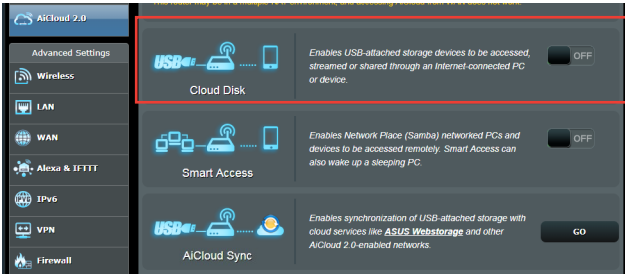 AiCloud 2.0
Advanced Settings
Wireless
LAN
WAN
Alexa & IFTTT
IPv6
VPN
Firewall
USB
Cloud Disk
Enables USB-attached storage devices to be accessed,
streamed or shared through an Internet-connected PC
or device.
OFF
Smart Access
Enables Network Place (Samba) networked PCs and
devices to be accessed remotely. Smart Access can
also wake up a sleeping PC.
OFF
USB
AiCloud Sync
Enables synchronization of USB-attached storage with
cloud services like ASUS Webstorage and other
AiCloud 2.0-enabled networks.
GO